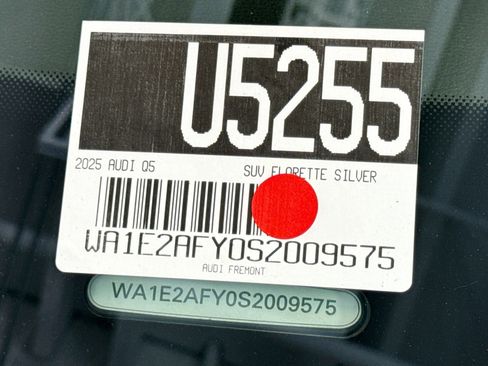 U5255
2025 AUDI Q5 SUV FLORETTE SILVER
WA1E2AFY0S2009575
AUDI FREMONT
WA1E2AFY0S2009575